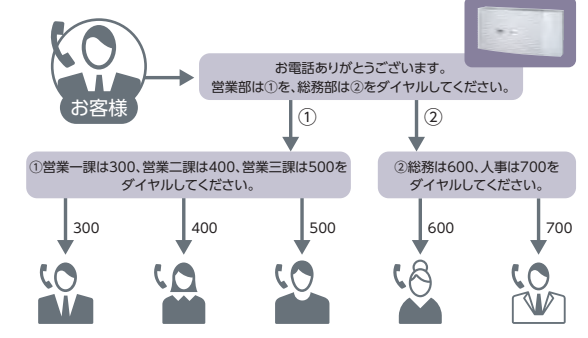 お客様
お電話ありがとうございます。
営業部は①を、総務部は②をダイヤルしてください。
①
②
①営業一課は300、営業二課は400、営業三課は500を
ダイヤルしてください。
②総務は600、人事は700を
ダイヤルしてください。
300
400
500
600
700